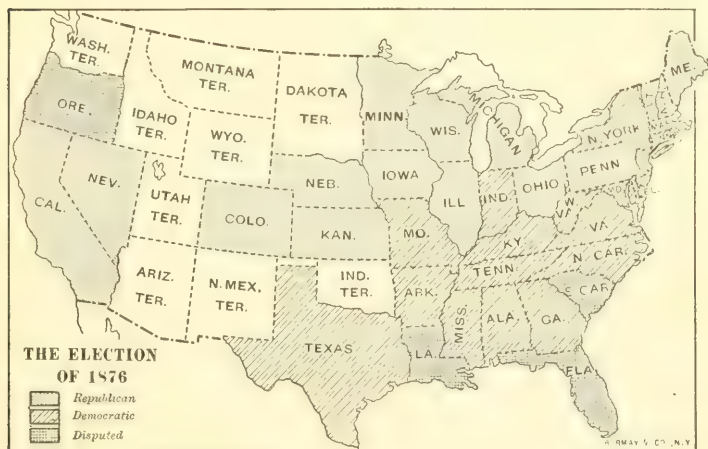 WASH. TER.
MONTANA TER.
DAKOTA TER.
MINN.
ORE.
IDAHO TER.
WYO. TER.
WIS.
MICHIGAN
ME.
N.YORK
NEV.
NEB.
IOWA
PENN
CAL.
UTAH TER.
COLO.
KAN.
ILL
IND.
OHIO
W. VA
VA.
MO.
KY.
ARIZ. TER.
N. MEX. TER.
IND. TER.
ARK.
TENN.
N. CAR.
S. CAR.
TEXAS
LA.
MISS.
ALA.
GA.
FLA.
THE ELECTION
OF 1876
Republican
Democratic
Disputed